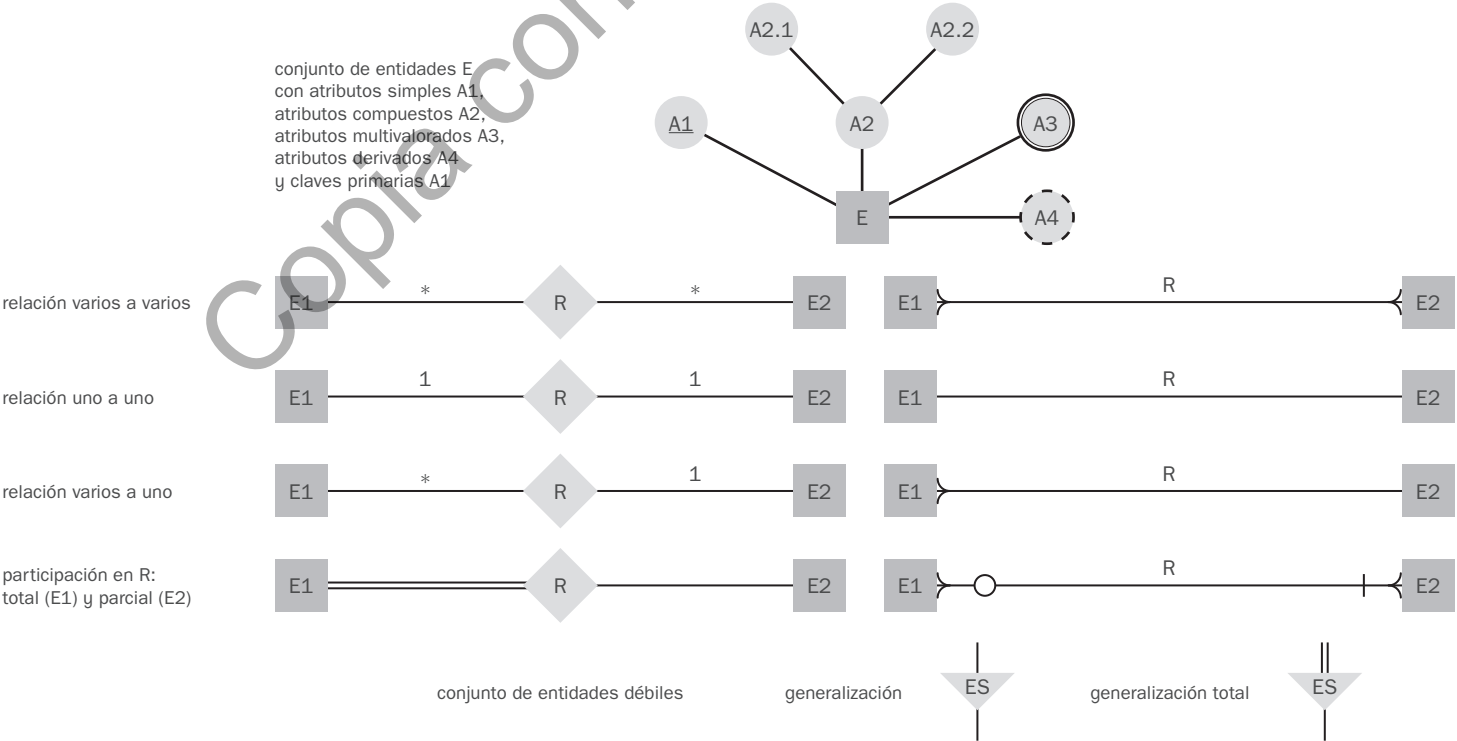 A2.1
A2.2
conjunto de entidades E
con atributos simples A1,
atributos compuestos A2,
atributos multivalorados A3,
atributos derivados A4
y claves primarias A1
A1
A2
A3
E
A4
Copia con
relación varios a varios
E1
*
R
*
E2
E1
R
E2
relación uno a uno
E1
1
R
1
E2
E1
R
E2
relación varios a uno
E1
*
R
1
E2
E1
R
E2
participación en R:
total (E1) y parcial (E2)
E1
R
E2
E1
R
E2
conjunto de entidades débiles
generalización
ES
generalización total
ES